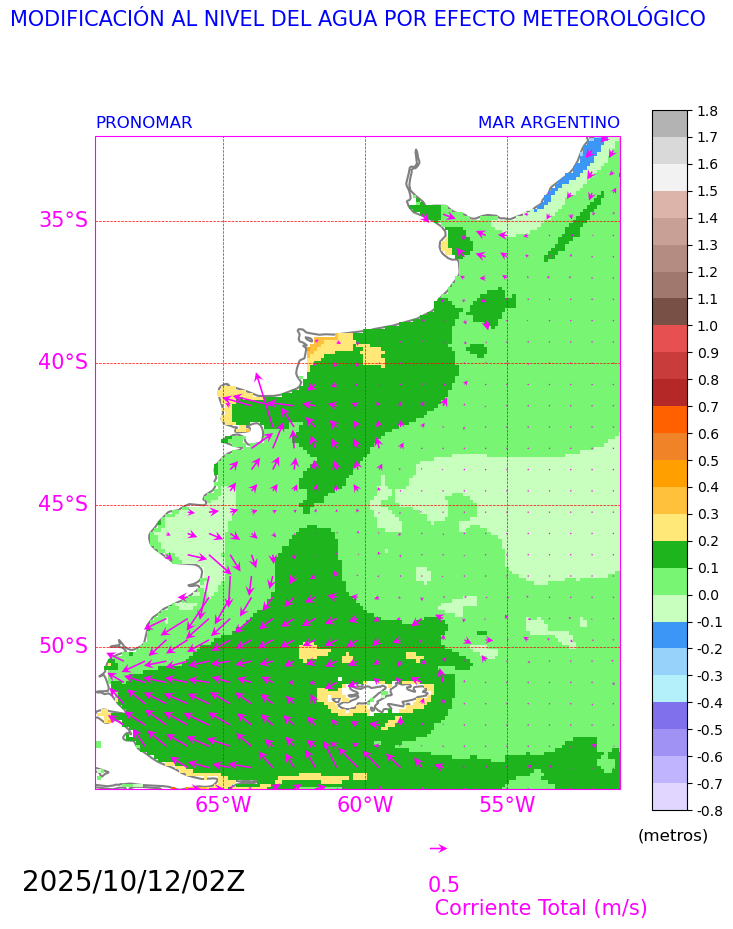 MODIFICACIÓN AL NIVEL DEL AGUA POR EFECTO METEOROLÓGICO
PRONOMAR
MAR ARGENTINO
35°S
40°S
45°S
50°S
65°W
60°W
55°W
1.8
1.7
1.6
1.5
1.4
1.3
1.2
1.1
1.0
0.9
0.8
0.7
0.6
0.5
0.4
0.3
0.2
0.1
0.0
-0.1
-0.2
-0.3
-0.4
-0.5
-0.6
-0.7
-0.8
(metros)
2025/10/12/02Z
0.5
Corriente Total (m/s)